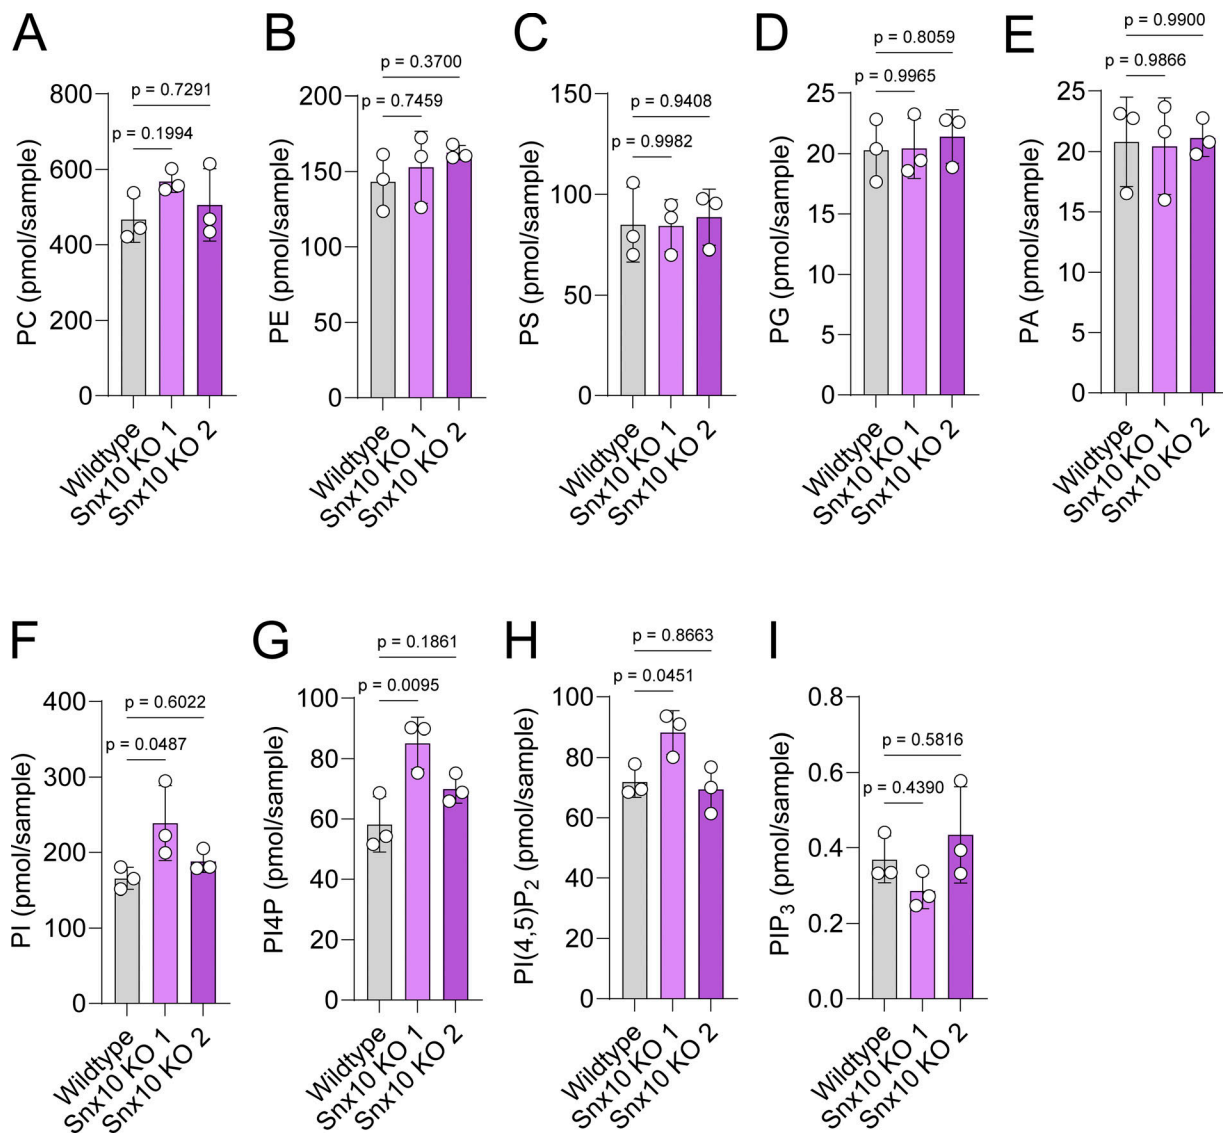 A
p = 0.7291
p = 0.1994
800
600
400
200
0
PC (pmol/sample)
Wildtype
Snx10 KO 1
Snx10 KO 2
B
p = 0.3700
p = 0.7459
200
150
100
50
0
PE (pmol/sample)
Wildtype
Snx10 KO 1
Snx10 KO 2
C
p = 0.9408
p = 0.9982
150
100
50
0
PS (pmol/sample)
Wildtype
Snx10 KO 1
Snx10 KO 2
D
p = 0.8059
p = 0.9965
25
20
15
10
5
0
PG (pmol/sample)
Wildtype
Snx10 KO 1
Snx10 KO 2
E
p = 0.9900
p = 0.9866
25
20
15
10
5
0
PA (pmol/sample)
Wildtype
Snx10 KO 1
Snx10 KO 2
F
p = 0.6022
p = 0.0487
400
300
200
100
0
PI (pmol/sample)
Wildtype
Snx10 KO 1
Snx10 KO 2
G
p = 0.1861
p = 0.0095
100
80
60
40
20
0
PI4P (pmol/sample)
Wildtype
Snx10 KO 1
Snx10 KO 2
H
p = 0.8663
p = 0.0451
100
80
60
40
20
0
PI(4,5)P₂ (pmol/sample)
Wildtype
Snx10 KO 1
Snx10 KO 2
I
p = 0.5816
p = 0.4390
0.8
0.6
0.4
0.2
0.0
PIP₃ (pmol/sample)
Wildtype
Snx10 KO 1
Snx10 KO 2